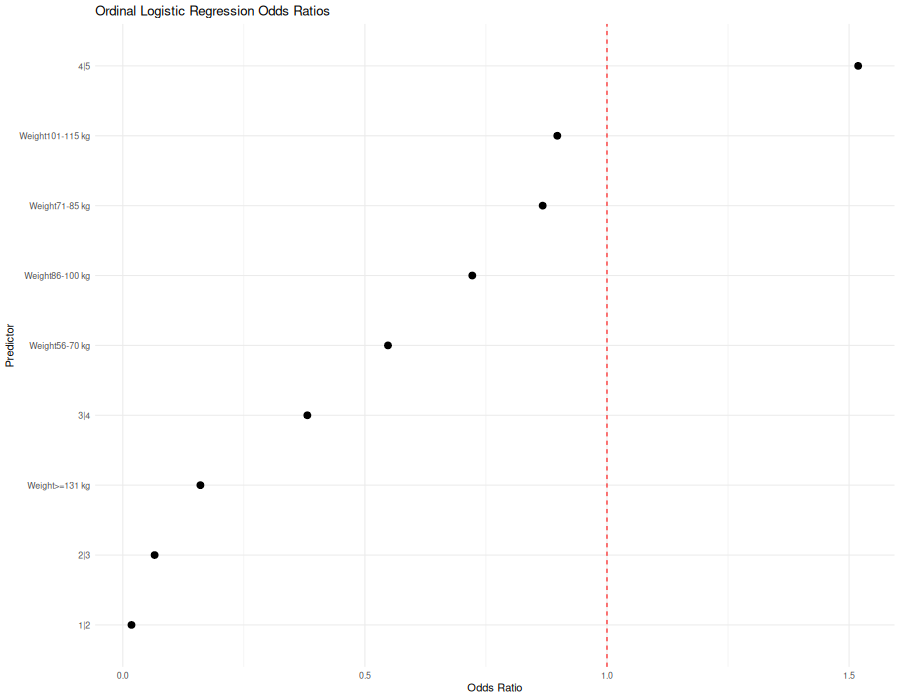 Ordinal Logistic Regression Odds Ratios
4|5
Weight101-115 kg
Weight71-85 kg
Weight86-100 kg
Weight56-70 kg
3|4
Weight>=131 kg
2|3
1|2
Predictor
0.0 0.5 1.0 1.5
Odds Ratio